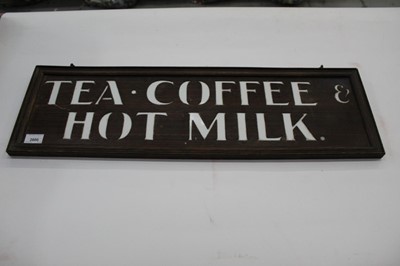 TEA · COFFEE &
HOT MILK.